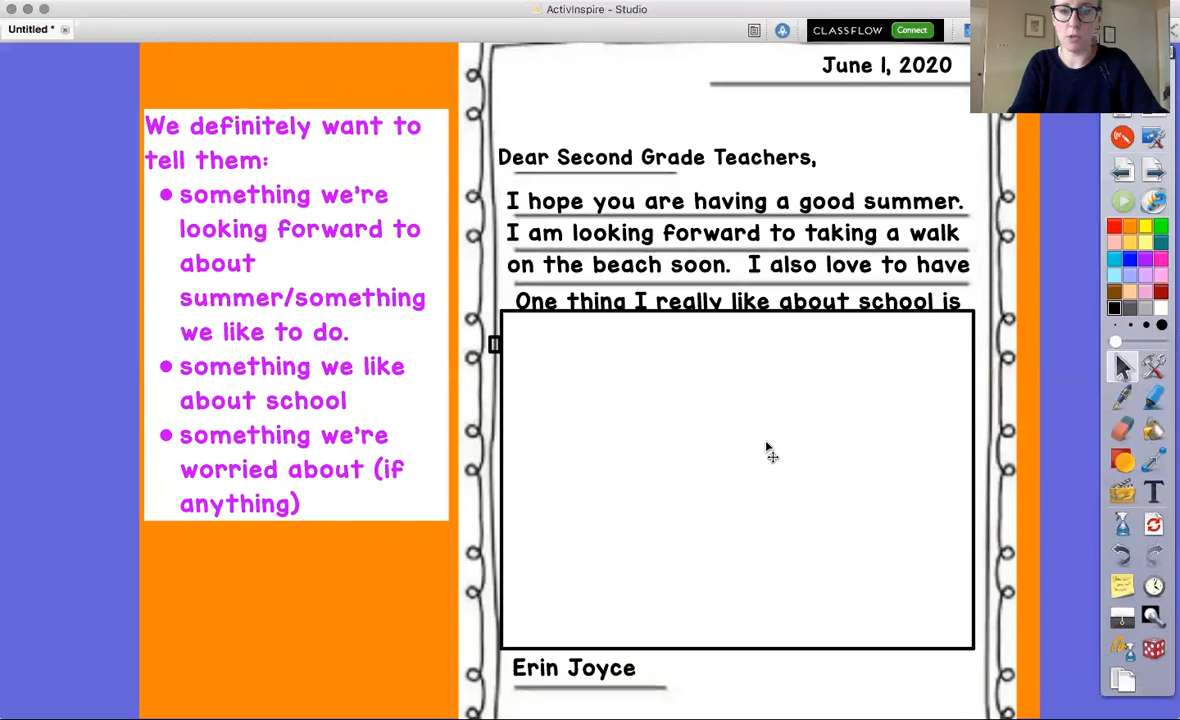 ActivInspire - Studio
Untitled *
CLASSFLOW Connect
We definitely want to
tell them:
something we're
looking forward to
about
summer/something
we like to do.
something we like
about school
something we're
worried about (if
anything)
June 1, 2020
Dear Second Grade Teachers,
I hope you are having a good summer.
I am looking forward to taking a walk
on the beach soon. I also love to have
One thing I really like about school is
Erin Joyce